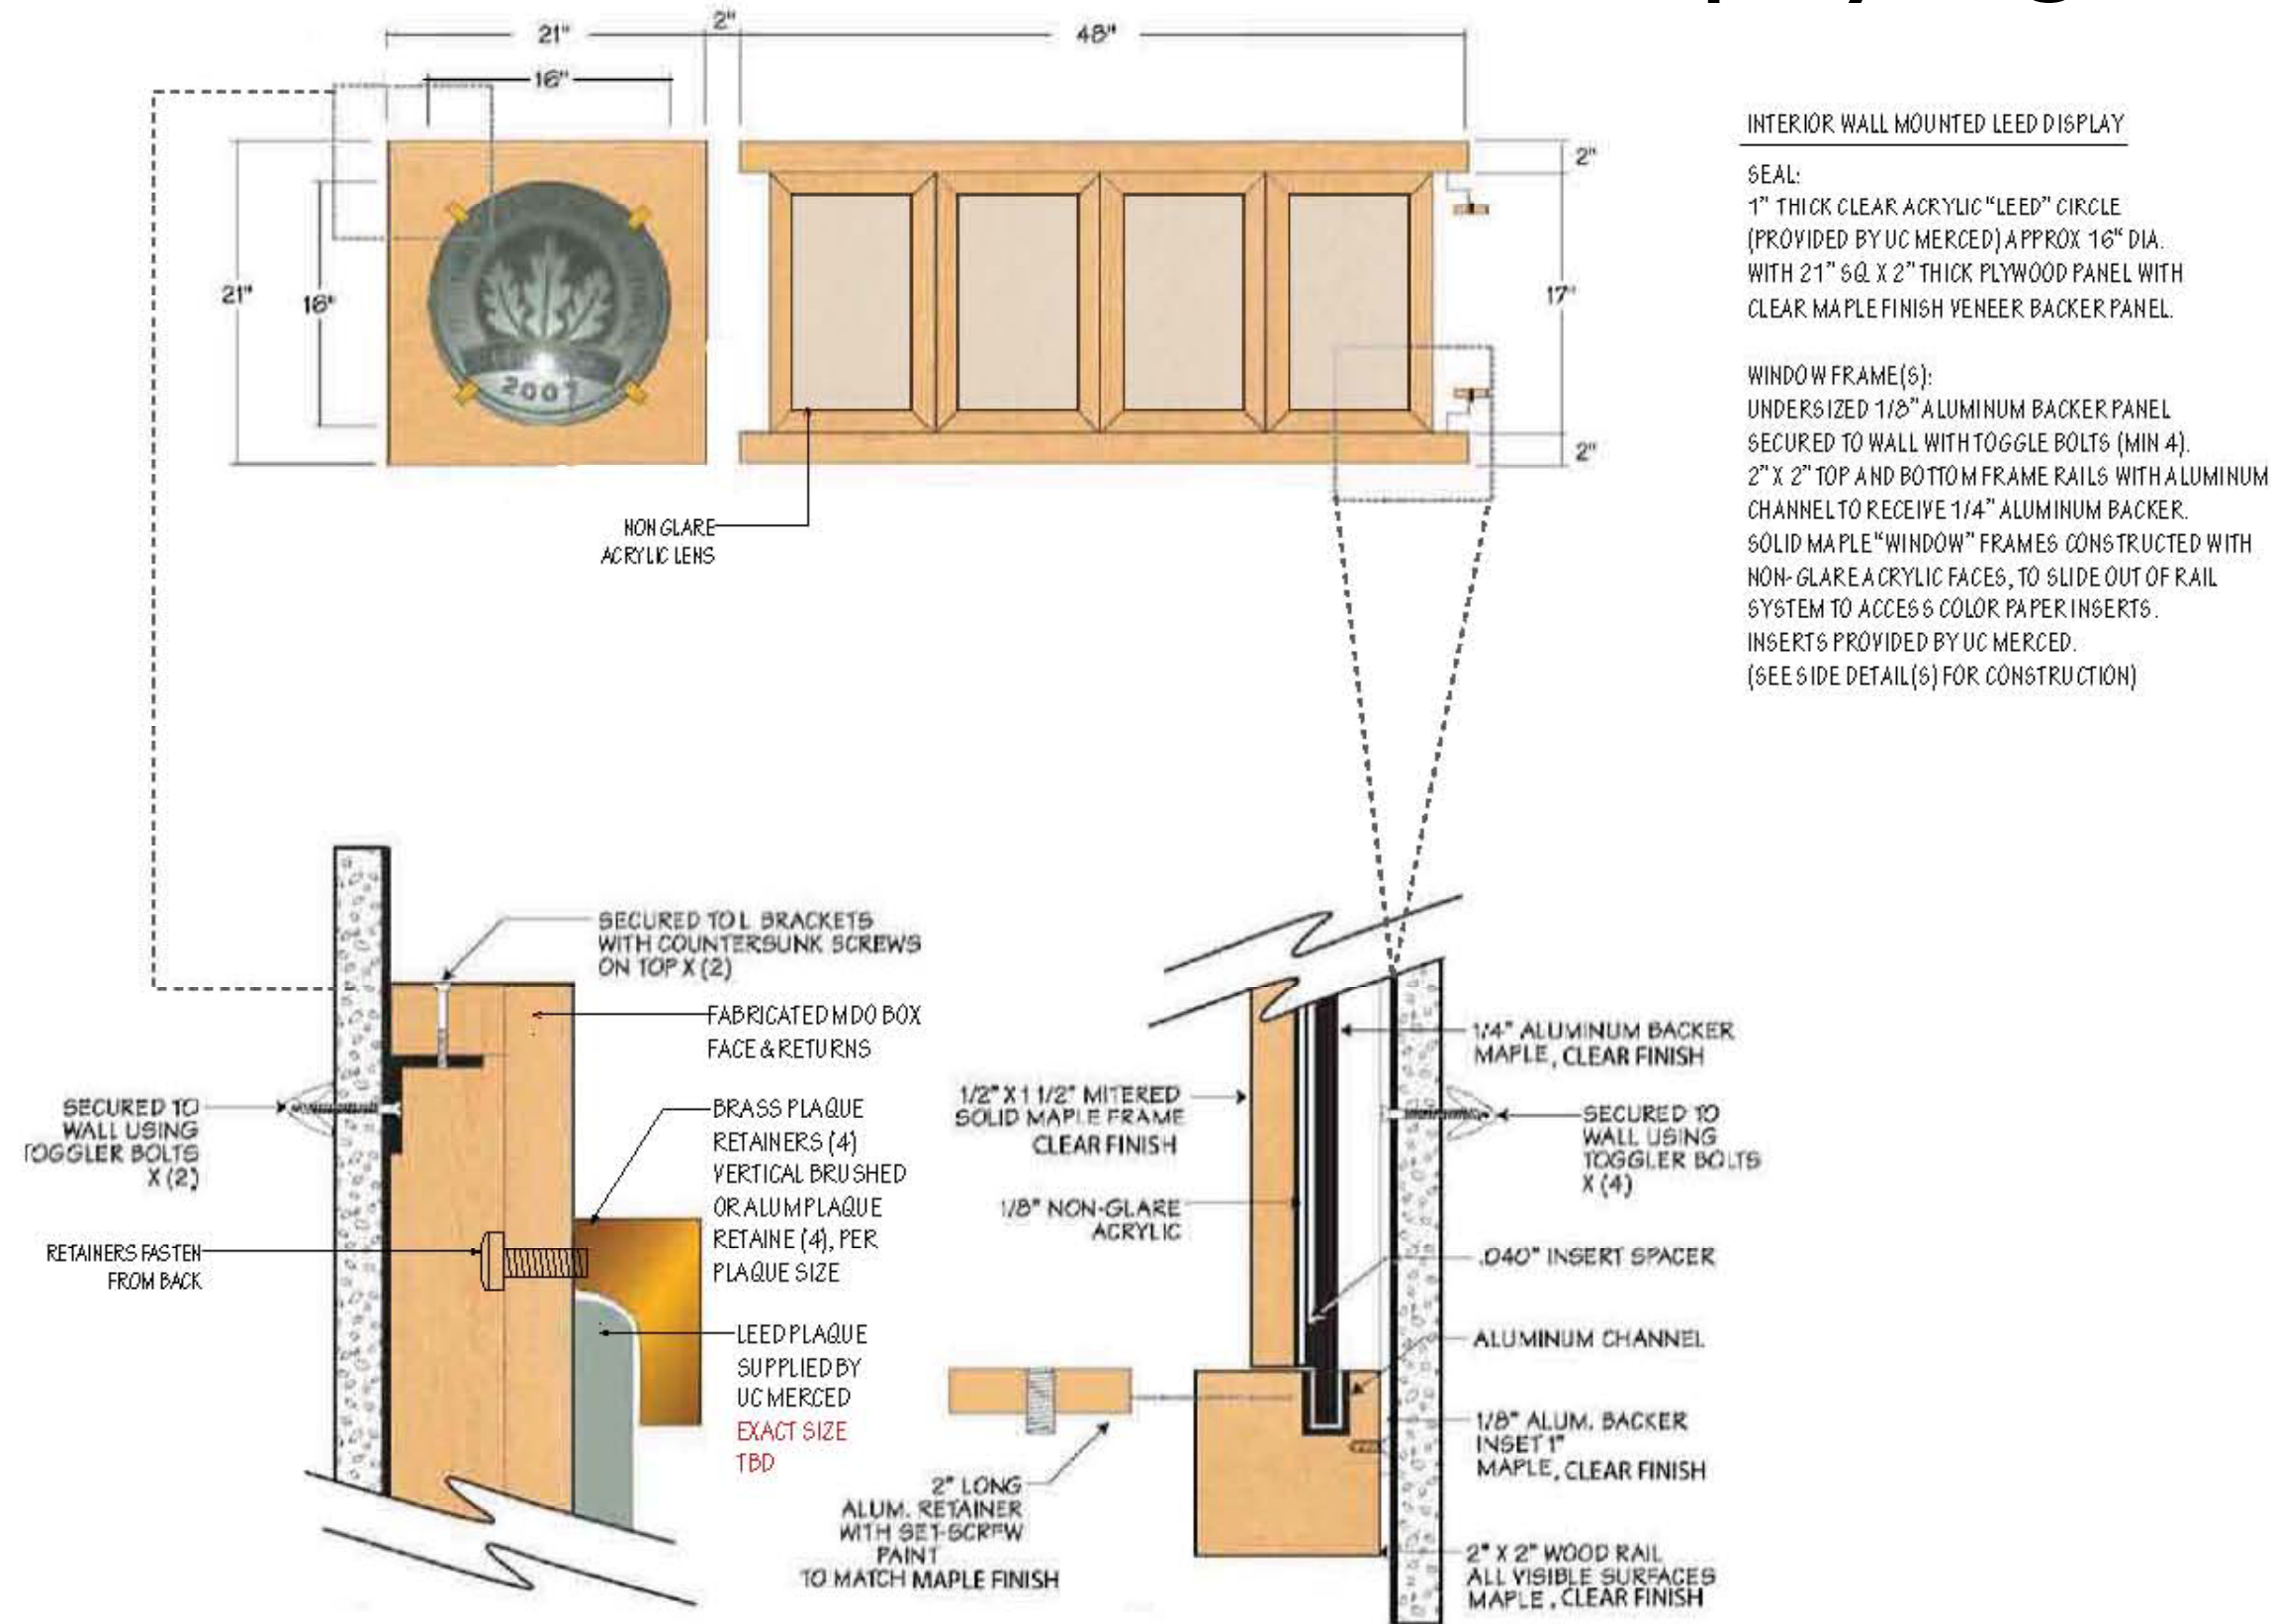 21"
2"
48"
16"
21"
16"
2"
17"
2"
2007
NON GLARE
ACRYLIC LENS
INTERIOR WALL MOUNTED LEED DISPLAY
SEAL:
1" THICK CLEAR ACRYLIC "LEED" CIRCLE
(PROVIDED BY UC MERCED) APPROX 16" DIA.
WITH 21" SQ. X 2" THICK PLYWOOD PANEL WITH
CLEAR MAPLE FINISH VENEER BACKER PANEL.
WINDOW FRAME(S):
UNDERSIZED 1/8" ALUMINUM BACKER PANEL
SECURED TO WALL WITH TOGGLE BOLTS (MIN 4).
2" X 2" TOP AND BOTTOM FRAME RAILS WITH ALUMINUM
CHANNEL TO RECEIVE 1/4" ALUMINUM BACKER.
SOLID MAPLE "WINDOW" FRAMES CONSTRUCTED WITH
NON-GLARE ACRYLIC FACES, TO SLIDE OUT OF RAIL
SYSTEM TO ACCESS COLOR PAPER INSERTS.
INSERTS PROVIDED BY UC MERCED.
(SEE SIDE DETAIL(S) FOR CONSTRUCTION)
SECURED TO L BRACKETS
WITH COUNTERSUNK SCREWS
ON TOP X (2)
FABRICATED MDO BOX
FACE & RETURNS
SECURED TO
WALL USING
TOGGLER BOLTS
X (2)
BRASS PLAQUE
RETAINERS (4)
VERTICAL BRUSHED
OR ALUM PLAQUE
RETAINE (4), PER
PLAQUE SIZE
RETAINERS FASTEN
FROM BACK
LEED PLAQUE
SUPPLIED BY
UC MERCED
EXACT SIZE
TBD
1/2" X 1 1/2" MITERED
SOLID MAPLE FRAME
CLEAR FINISH
1/8" NON-GLARE
ACRYLIC
2" LONG
ALUM. RETAINER
WITH SET-SCREW
PAINT
TO MATCH MAPLE FINISH
1/4" ALUMINUM BACKER
MAPLE, CLEAR FINISH
SECURED TO
WALL USING
TOGGLER BOLTS
X (4)
.040" INSERT SPACER
ALUMINUM CHANNEL
1/8" ALUM. BACKER
INSET 1"
MAPLE, CLEAR FINISH
2" X 2" WOOD RAIL
ALL VISIBLE SURFACES
MAPLE, CLEAR FINISH